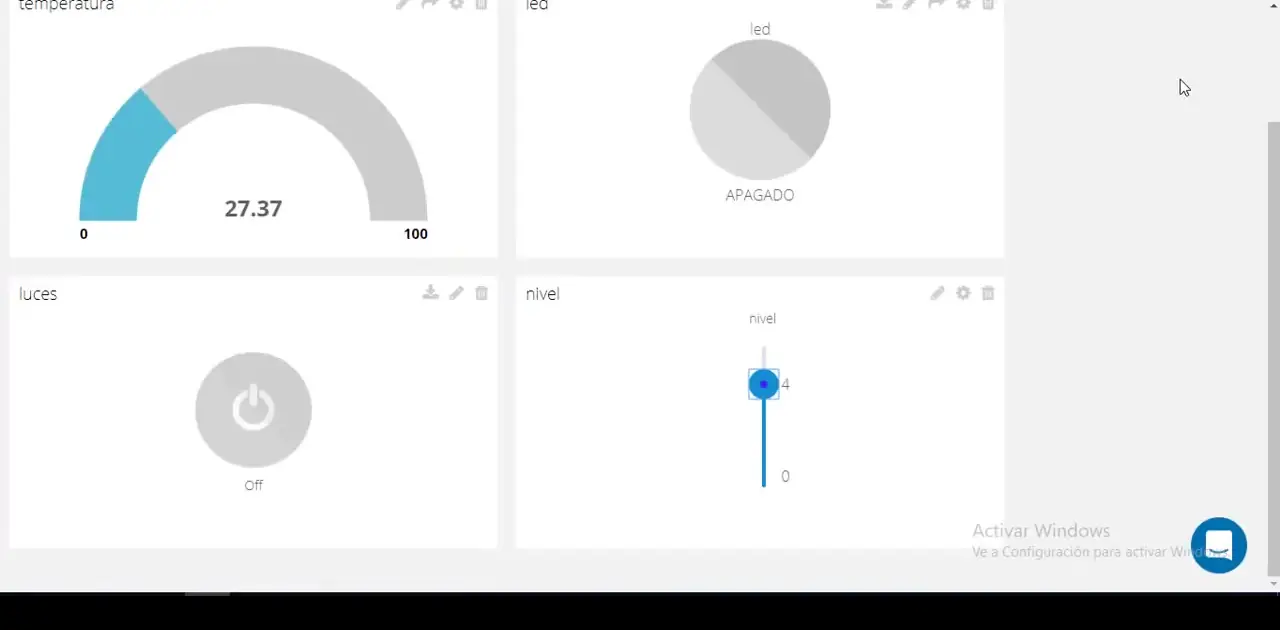 temperatura
led
led
27.37
0
100
APAGADO
luces
nivel
nivel
4
Off
0
Activar Windows
Ve a Configuración para activar Windows.